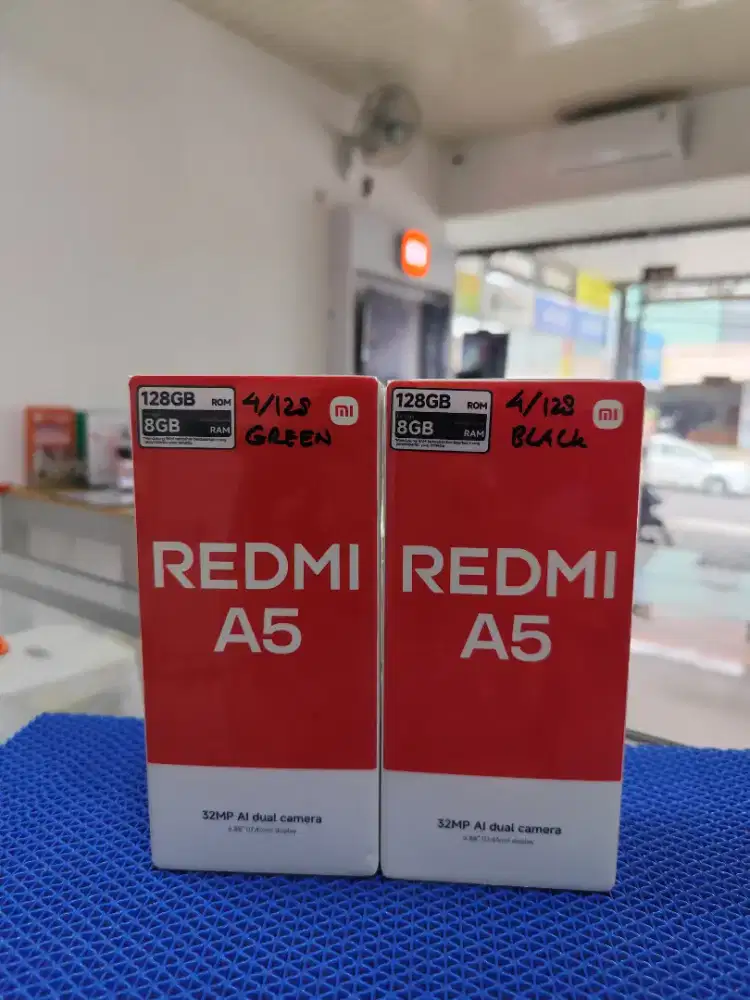 128GB ROM
8GB RAM
4/128
GREEN
mi
REDMI
A5
32MP AI dual camera
128GB ROM
8GB RAM
4/128
BLACK
mi
REDMI
A5
32MP AI dual camera